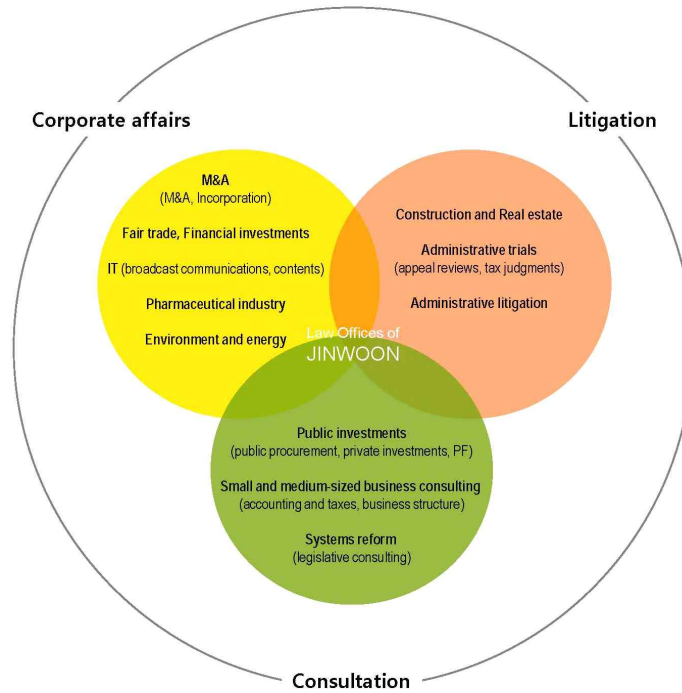 Corporate affairs
Litigation
M&A
(M&A, Incorporation)
Fair trade, Financial investments
IT (broadcast communications, contents)
Pharmaceutical industry
Environment and energy
Construction and Real estate
Administrative trials
(appeal reviews, tax judgments)
Administrative litigation
Law Offices of
JINWOON
Public investments
(public procurement, private investments, PF)
Small and medium-sized business consulting
(accounting and taxes, business structure)
Systems reform
(legislative consulting)
Consultation